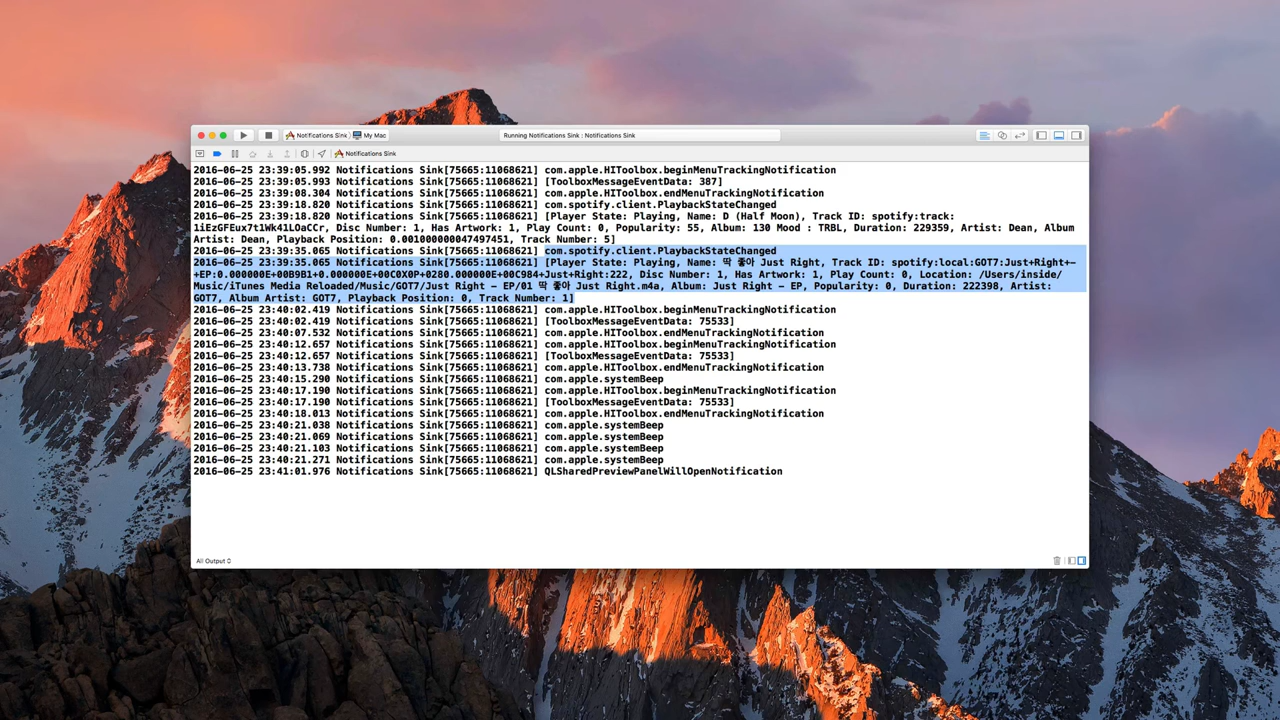 Notifications Sink My Mac Running Notifications Sink : Notifications Sink
Notifications Sink
2016-06-25 23:39:05.992 Notifications Sink[75665:11068621] com.apple.HIToolbox.beginMenuTrackingNotification
2016-06-25 23:39:05.993 Notifications Sink[75665:11068621] [ToolboxMessageEventData: 387]
2016-06-25 23:39:08.304 Notifications Sink[75665:11068621] com.apple.HIToolbox.endMenuTrackingNotification
2016-06-25 23:39:18.820 Notifications Sink[75665:11068621] com.spotify.client.PlaybackStateChanged
2016-06-25 23:39:18.820 Notifications Sink[75665:11068621] [Player State: Playing, Name: D (Half Moon), Track ID: spotify:track:
1iEzGFEux7t1Wk41LOaCCr, Disc Number: 1, Has Artwork: 1, Play Count: 0, Popularity: 55, Album: 130 Mood : TRBL, Duration: 229359, Artist: Dean, Album
Artist: Dean, Playback Position: 0.001000000047497451, Track Number: 5]
2016-06-25 23:39:35.065 Notifications Sink[75665:11068621] com.spotify.client.PlaybackStateChanged
2016-06-25 23:39:35.065 Notifications Sink[75665:11068621] [Player State: Playing, Name: 딱 좋아 Just Right, Track ID: spotify:local:GOT7:Just+Right+-
+EP:0.000000E+00B9B1+0.000000E+00C0X0P+0280.000000E+00C984+Just+Right:222, Disc Number: 1, Has Artwork: 1, Play Count: 0, Location: /Users/inside/
Music/iTunes Media Reloaded/Music/GOT7/Just Right - EP/01 딱 좋아 Just Right.m4a, Album: Just Right - EP, Popularity: 0, Duration: 222398, Artist:
GOT7, Album Artist: GOT7, Playback Position: 0, Track Number: 1]
2016-06-25 23:40:02.419 Notifications Sink[75665:11068621] com.apple.HIToolbox.beginMenuTrackingNotification
2016-06-25 23:40:02.419 Notifications Sink[75665:11068621] [ToolboxMessageEventData: 75533]
2016-06-25 23:40:07.532 Notifications Sink[75665:11068621] com.apple.HIToolbox.endMenuTrackingNotification
2016-06-25 23:40:12.657 Notifications Sink[75665:11068621] com.apple.HIToolbox.beginMenuTrackingNotification
2016-06-25 23:40:12.657 Notifications Sink[75665:11068621] [ToolboxMessageEventData: 75533]
2016-06-25 23:40:13.738 Notifications Sink[75665:11068621] com.apple.HIToolbox.endMenuTrackingNotification
2016-06-25 23:40:15.290 Notifications Sink[75665:11068621] com.apple.systemBeep
2016-06-25 23:40:17.190 Notifications Sink[75665:11068621] com.apple.HIToolbox.beginMenuTrackingNotification
2016-06-25 23:40:17.190 Notifications Sink[75665:11068621] [ToolboxMessageEventData: 75533]
2016-06-25 23:40:18.013 Notifications Sink[75665:11068621] com.apple.HIToolbox.endMenuTrackingNotification
2016-06-25 23:40:21.038 Notifications Sink[75665:11068621] com.apple.systemBeep
2016-06-25 23:40:21.069 Notifications Sink[75665:11068621] com.apple.systemBeep
2016-06-25 23:40:21.103 Notifications Sink[75665:11068621] com.apple.systemBeep
2016-06-25 23:40:21.271 Notifications Sink[75665:11068621] com.apple.systemBeep
2016-06-25 23:41:01.976 Notifications Sink[75665:11068621] QLSharedPreviewPanelWillOpenNotification
All Output